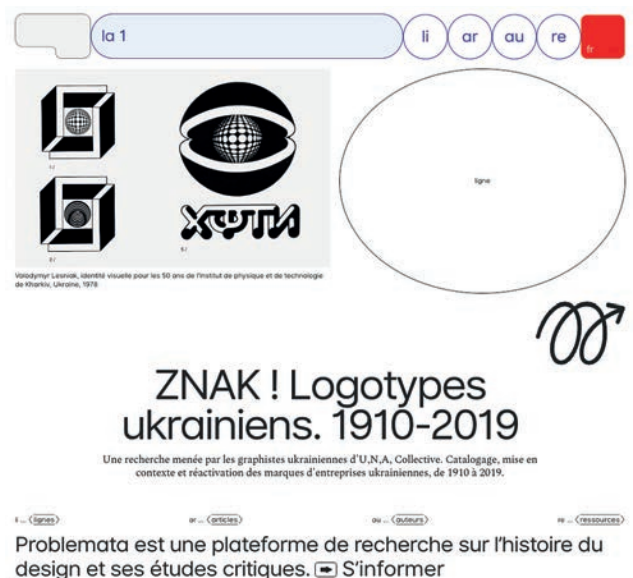 la 1
li ar au re
fr
1/
2/
3/
ХФТИ
ligne
Volodymyr Lesniak, identité visuelle pour les 50 ans de l'Institut de physique et de technologie
de Kharkiv, Ukraine, 1978
ZNAK ! Logotypes
ukrainiens. 1910-2019
Une recherche menée par les graphistes ukrainiennes d'U,N,A, Collective. Catalogage, mise en
contexte et réactivation des marques d'entreprises ukrainiennes, de 1910 à 2019.
li ... (lignes) ar ... (articles) au ... (auteurs) re ... (ressources)
Problemata est une plateforme de recherche sur l'histoire du
design et ses études critiques. ➡ S'informer